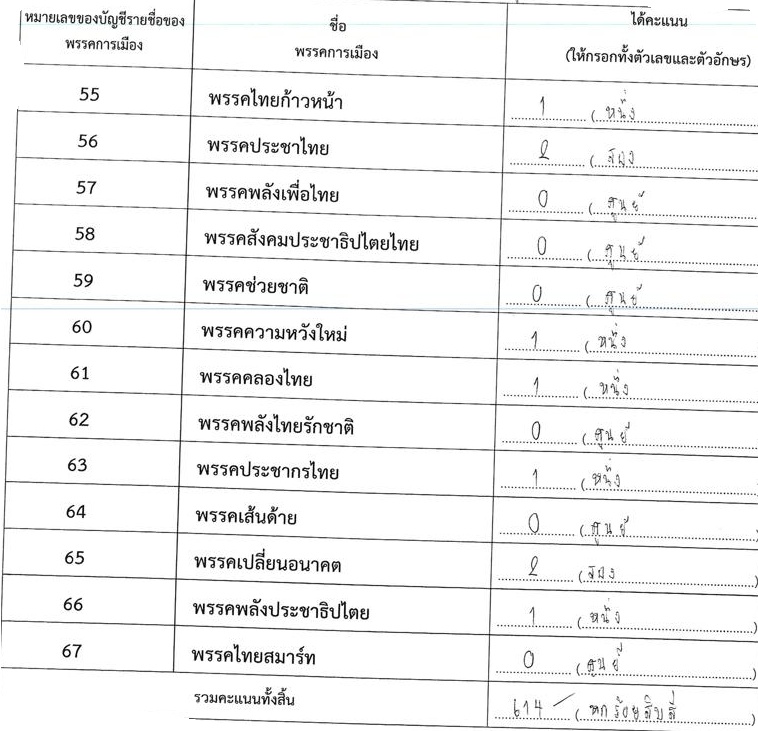 หมายเลขของบัญชีรายชื่อของ ชื่อ ได้คะแนน
พรรคการเมือง พรรคการเมือง (ให้กรอกทั้งตัวเลขและตัวอักษร)
55 พรรคไทยก้าวหน้า 1 (หนึ่ง
56 พรรคประชาไทย 2 (สอง
57 พรรคพลังเพื่อไทย 0 (ศูนย์
58 พรรคสังคมประชาธิปไตยไทย 0 (ศูนย์
59 พรรคช่วยชาติ 0 (ศูนย์
60 พรรคความหวังใหม่ 1 (หนึ่ง
61 พรรคคลองไทย 1 (หนึ่ง
62 พรรคพลังไทยรักชาติ 0 (ศูนย์
63 พรรคประชากรไทย 1 (หนึ่ง
64 พรรคเส้นด้าย 0 (ศูนย์)
65 พรรคเปลี่ยนอนาคต 2 (สอง)
66 พรรคพลังประชาธิปไตย 1 (หนึ่ง)
67 พรรคไทยสมาร์ท 0 (ศูนย์)
รวมคะแนนทั้งสิ้น 614 (หกร้อยสิบสี่)